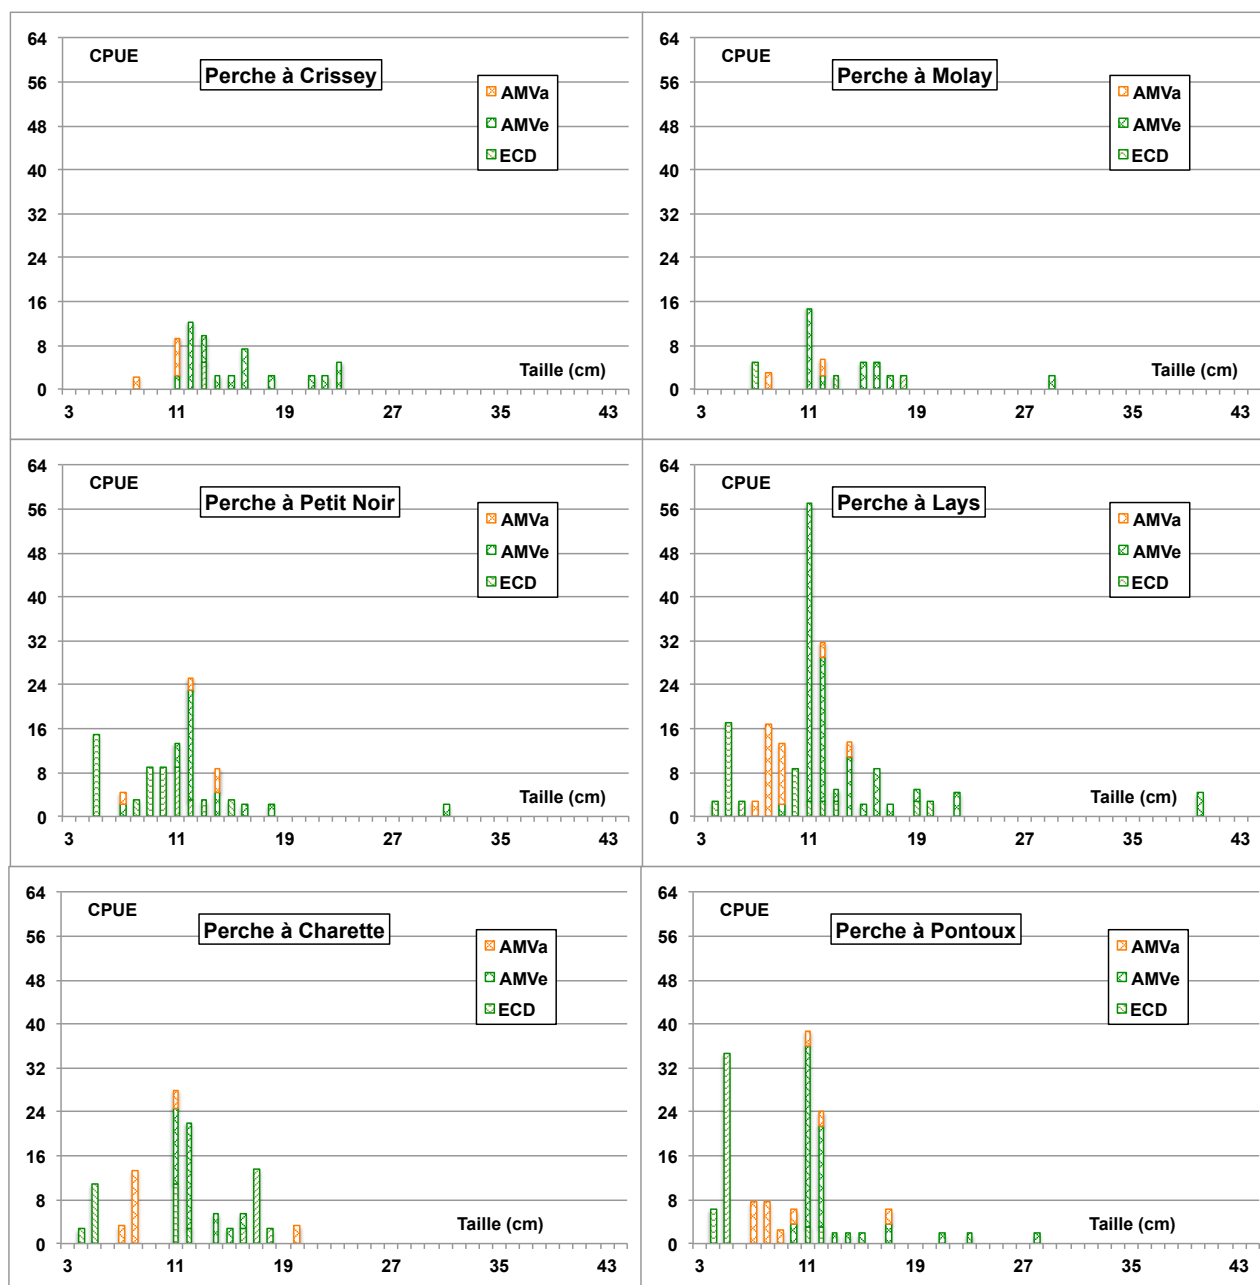 64
CPUE
Perche à Crissey
56
AMVa
48
AMVe
40
ECD
32
24
16
8
Taille (cm)
0
3 11 19 27 35 43
64
CPUE
Perche à Molay
56
AMVa
48
AMVe
40
ECD
32
24
16
8
Taille (cm)
0
3 11 19 27 35 43
64
CPUE
Perche à Petit Noir
56
AMVa
48
AMVe
40
ECD
32
24
16
8
Taille (cm)
0
3 11 19 27 35 43
64
CPUE
Perche à Lays
56
AMVa
48
AMVe
40
ECD
32
24
16
8
Taille (cm)
0
3 11 19 27 35 43
64
CPUE
Perche à Charette
56
AMVa
48
AMVe
40
ECD
32
24
16
8
Taille (cm)
0
3 11 19 27 35 43
64
CPUE
Perche à Pontoux
56
AMVa
48
AMVe
40
ECD
32
24
16
8
Taille (cm)
0
3 11 19 27 35 43